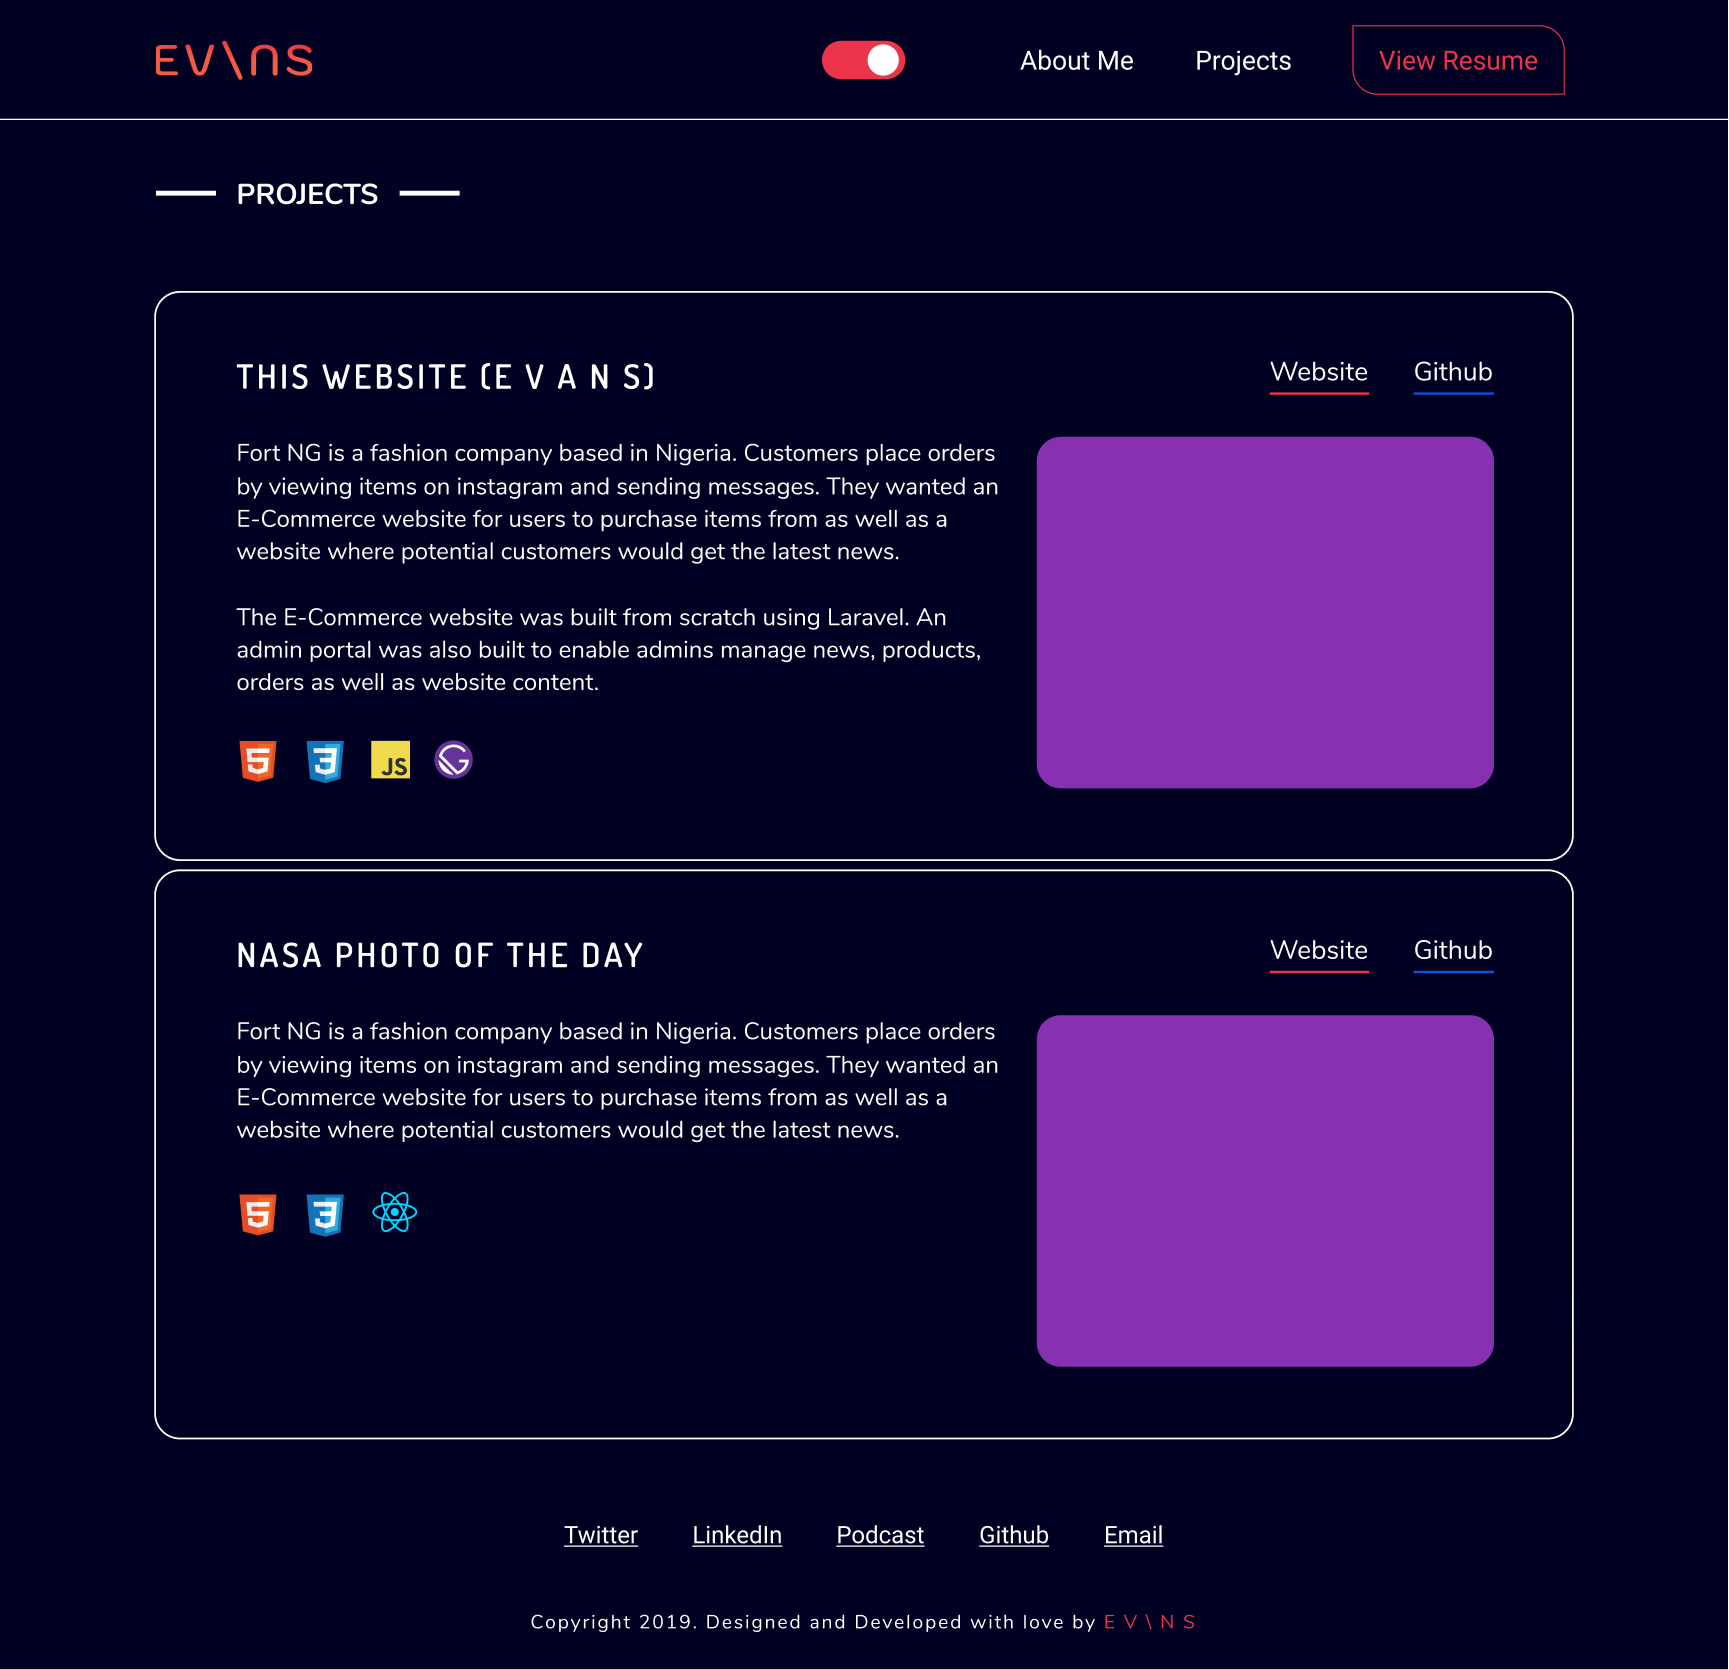 EV\NS
About Me
Projects
View Resume
PROJECTS
THIS WEBSITE (E V A N S)
Website
Github
Fort NG is a fashion company based in Nigeria. Customers place orders
by viewing items on instagram and sending messages. They wanted an
E-Commerce website for users to purchase items from as well as a
website where potential customers would get the latest news.
The E-Commerce website was built from scratch using Laravel. An
admin portal was also built to enable admins manage news, products,
orders as well as website content.
5
3
JS
G
NASA PHOTO OF THE DAY
Website
Github
Fort NG is a fashion company based in Nigeria. Customers place orders
by viewing items on instagram and sending messages. They wanted an
E-Commerce website for users to purchase items from as well as a
website where potential customers would get the latest news.
5
3
Twitter
LinkedIn
Podcast
Github
Email
Copyright 2019. Designed and Developed with love by E V \ N S